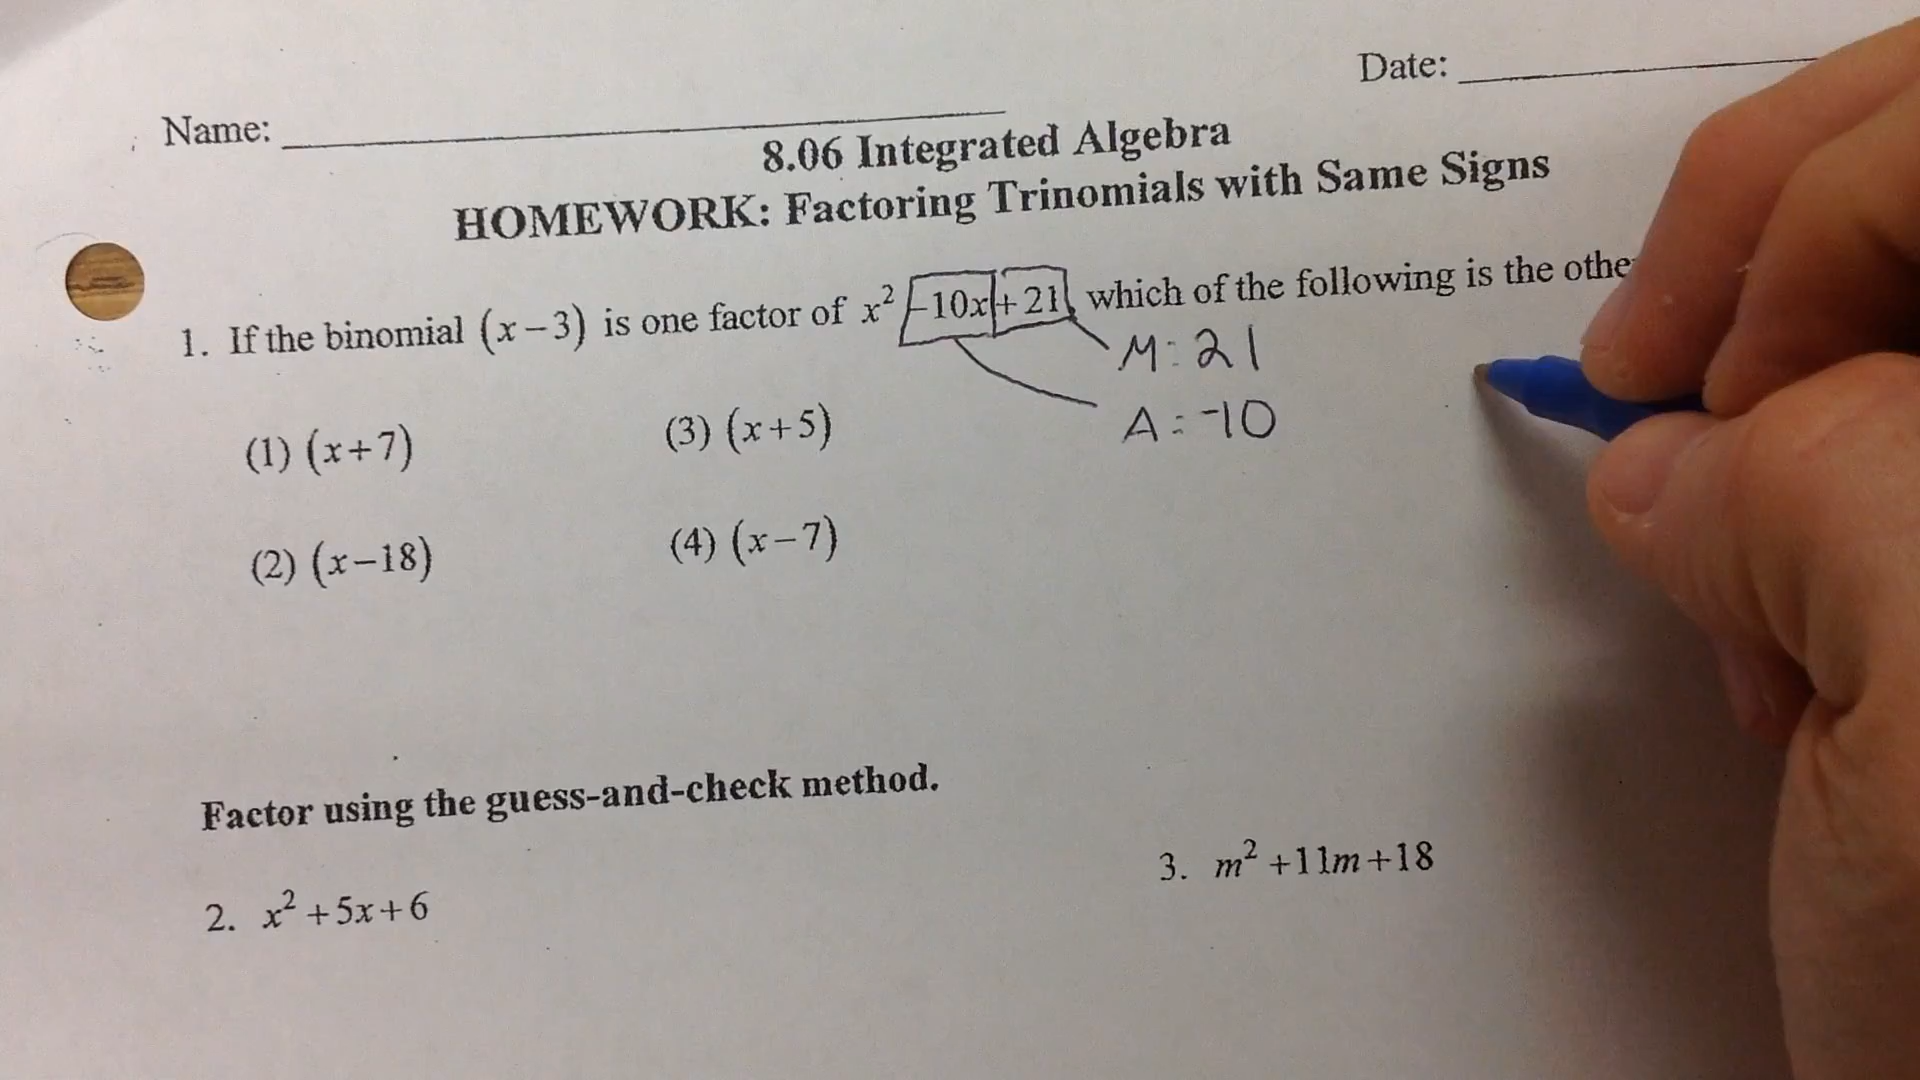 Date:
Name:
8.06 Integrated Algebra
HOMEWORK: Factoring Trinomials with Same Signs
1. If the binomial (x−3) is one factor of x² −10x+21, which of the following is the othe
M: 21
A: -10
(1) (x+7)
(3) (x+5)
(2) (x−18)
(4) (x−7)
Factor using the guess-and-check method.
2. x² +5x+6
3. m² +11m+18